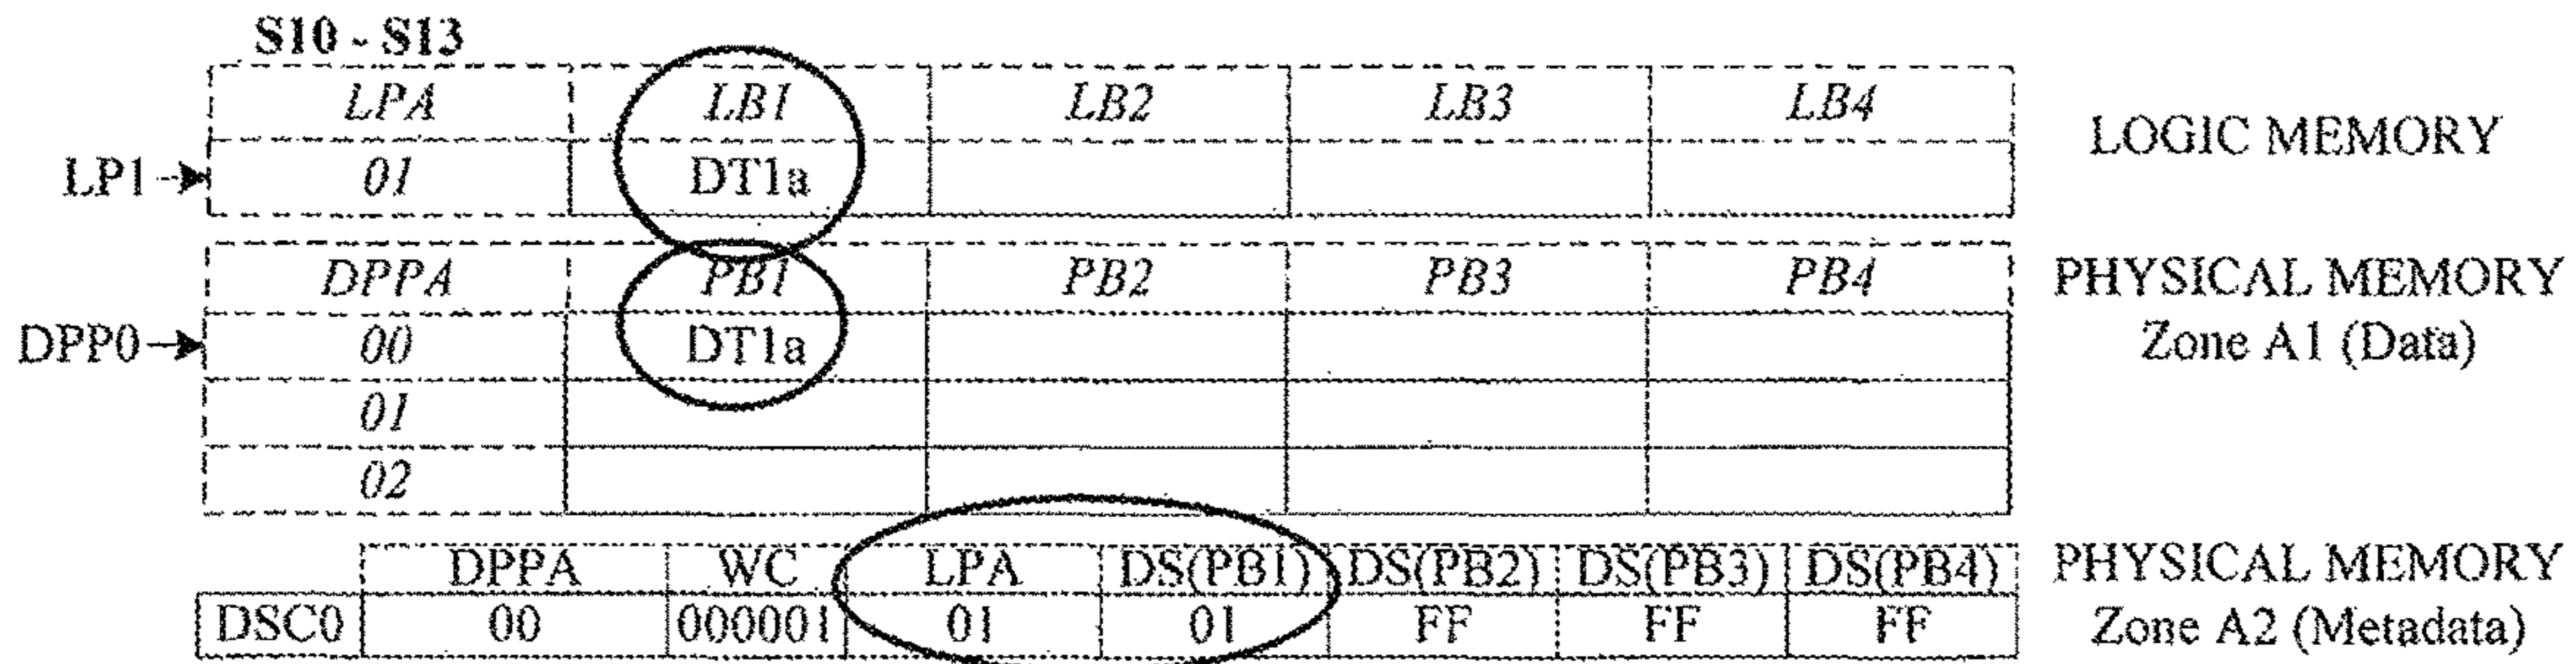 S10 - S13
LPA LB1 LB2 LB3 LB4
LP1 01 DT1a
LOGIC MEMORY
DPPA PB1 PB2 PB3 PB4
DPP0 00 DT1a
01
02
PHYSICAL MEMORY
Zone A1 (Data)
DPPA WC LPA DS(PB1) DS(PB2) DS(PB3) DS(PB4)
DSC0 00 000001 01 01 FF FF FF
PHYSICAL MEMORY
Zone A2 (Metadata)